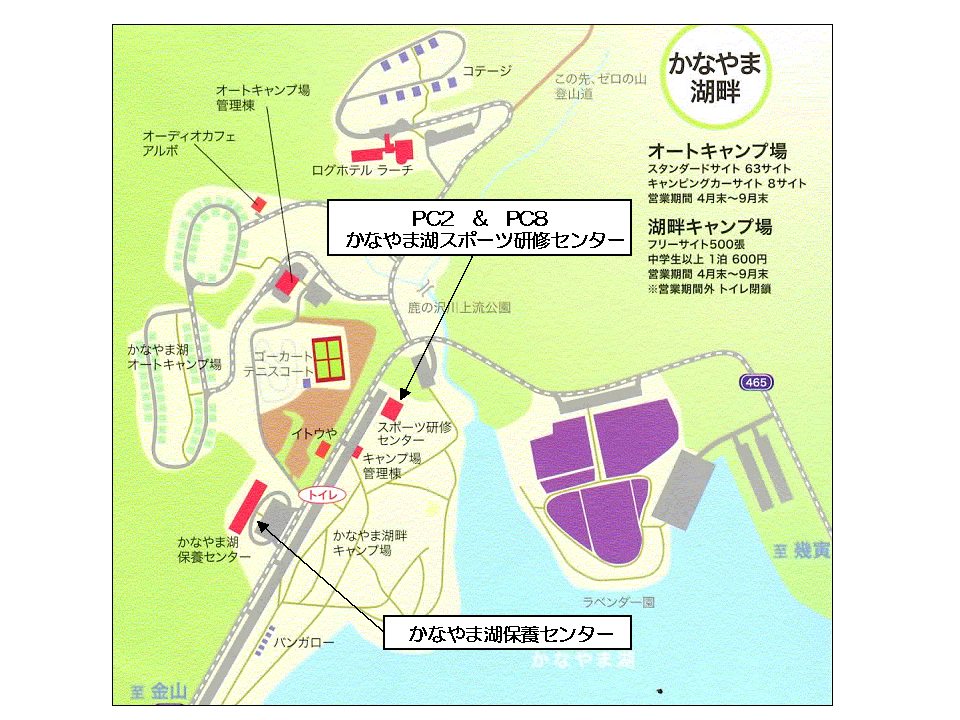 かなやま
湖畔
コテージ
この先、ゼロの山
登山道
オートキャンプ場
管理棟
オーディオカフェ
アルボ
ログホテル ラーチ
オートキャンプ場
スタンダードサイト 63サイト
キャンピングカーサイト 8サイト
営業期間 4月末〜9月末
湖畔キャンプ場
フリーサイト500張
中学生以上 1泊 600円
営業期間 4月末〜9月末
※営業期間外 トイレ閉鎖
PC2 & PC8
かなやま湖スポーツ研修センター
鹿の沢川上流公園
かなやま湖
オートキャンプ場
ゴーカート
テニスコート
465
スポーツ研修
センター
イトウや
キャンプ場
管理棟
トイレ
かなやま湖
保養センター
かなやま湖畔
キャンプ場
至 幾寅
ラベンダー園
かなやま湖保養センター
バンガロー
かなやま湖
至 金山